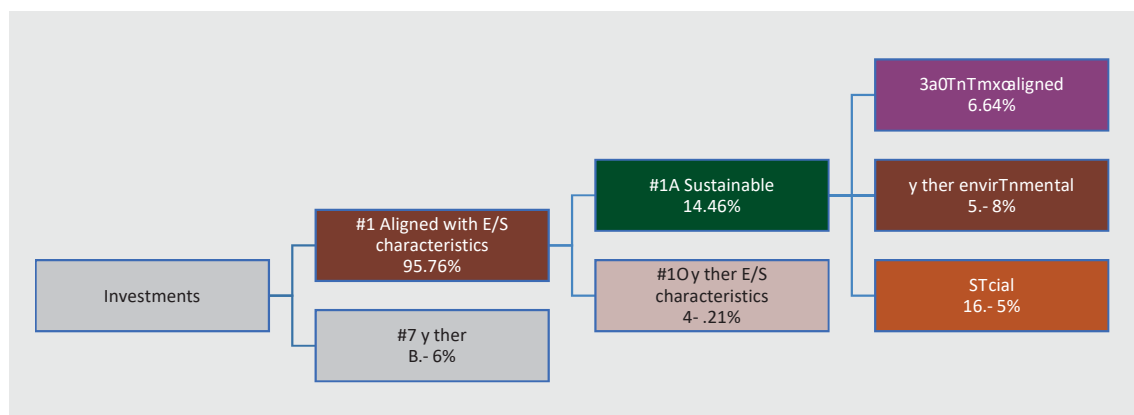 Investments
#1 Aligned with E/S
characteristics
95.76%
#7 y ther
B.- 6%
#1A Sustainable
14.46%
#1Oy ther E/S
characteristics
4- .21%
3a0TnTmxœaligned
6.64%
y ther envirTnmental
5.- 8%
STcial
16.- 5%